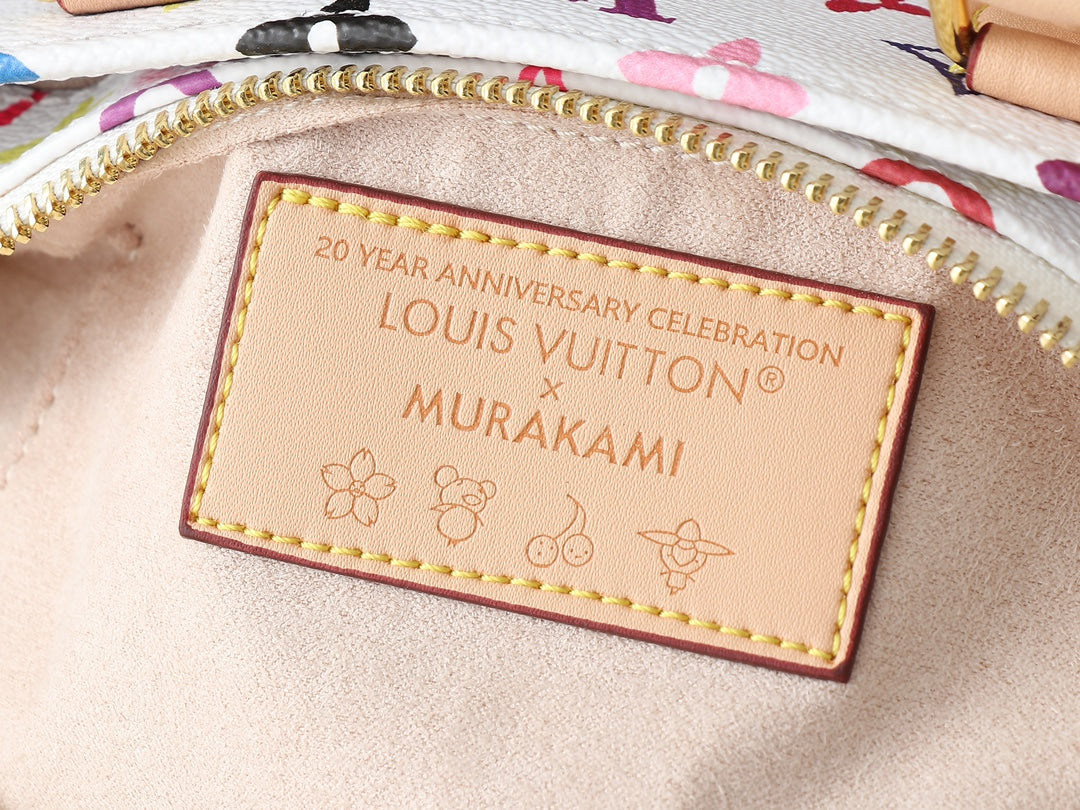 20 YEAR ANNIVERSARY CELEBRATION
LOUIS VUITTON®
X
MURAKAMI